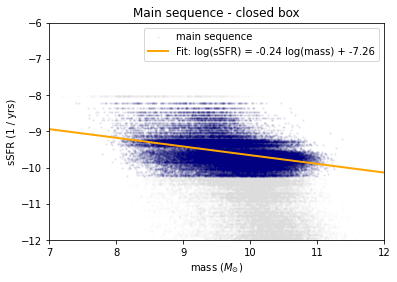 Main sequence - closed box
main sequence
Fit: log(sSFR) = -0.24 log(mass) + -7.26
sSFR (1 / yrs)
−6
−7
−8
−9
−10
−11
−12
7
8
9
10
11
12
mass (M⊙)